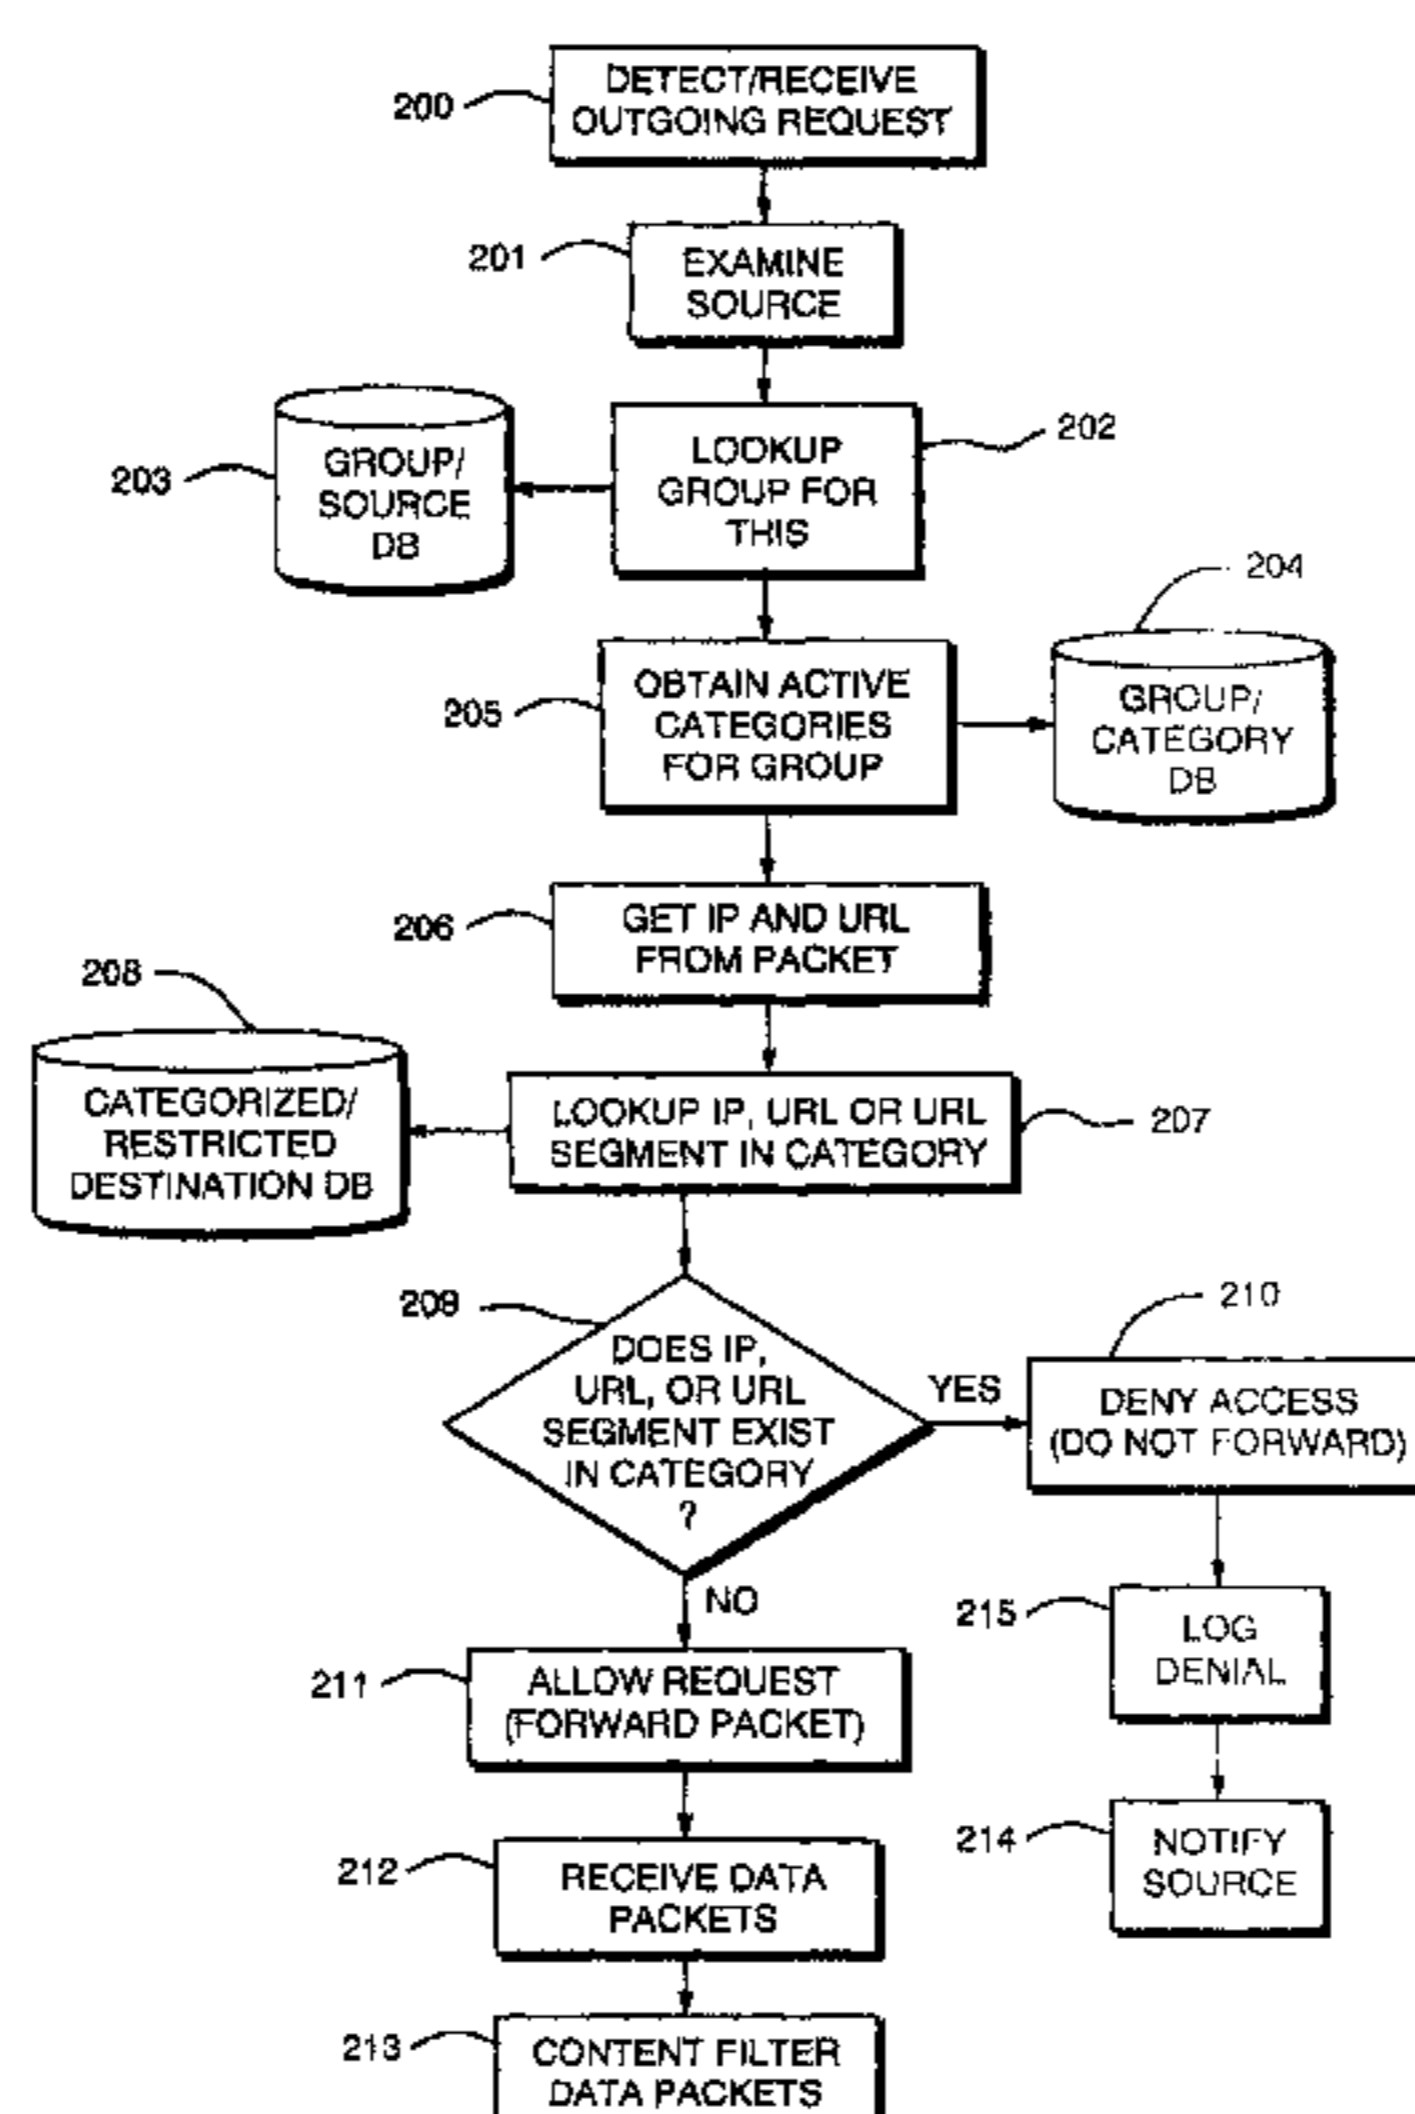 200
DETECT/RECEIVE
OUTGOING REQUEST
201
EXAMINE
SOURCE
202
LOOKUP
GROUP FOR
THIS
203
GROUP/
SOURCE
DB
204
GROUP/
CATEGORY
DB
205
OBTAIN ACTIVE
CATEGORIES
FOR GROUP
206
GET IP AND URL
FROM PACKET
208
CATEGORIZED/
RESTRICTED
DESTINATION DB
LOOKUP IP, URL OR URL
SEGMENT IN CATEGORY
207
209
DOES IP,
URL, OR URL
SEGMENT EXIST
IN CATEGORY
?
YES
210
DENY ACCESS
(DO NOT FORWARD)
NO
215
LOG
DENIAL
211
ALLOW REQUEST
(FORWARD PACKET)
214
NOTIFY
SOURCE
212
RECEIVE DATA
PACKETS
213
CONTENT FILTER
DATA PACKETS